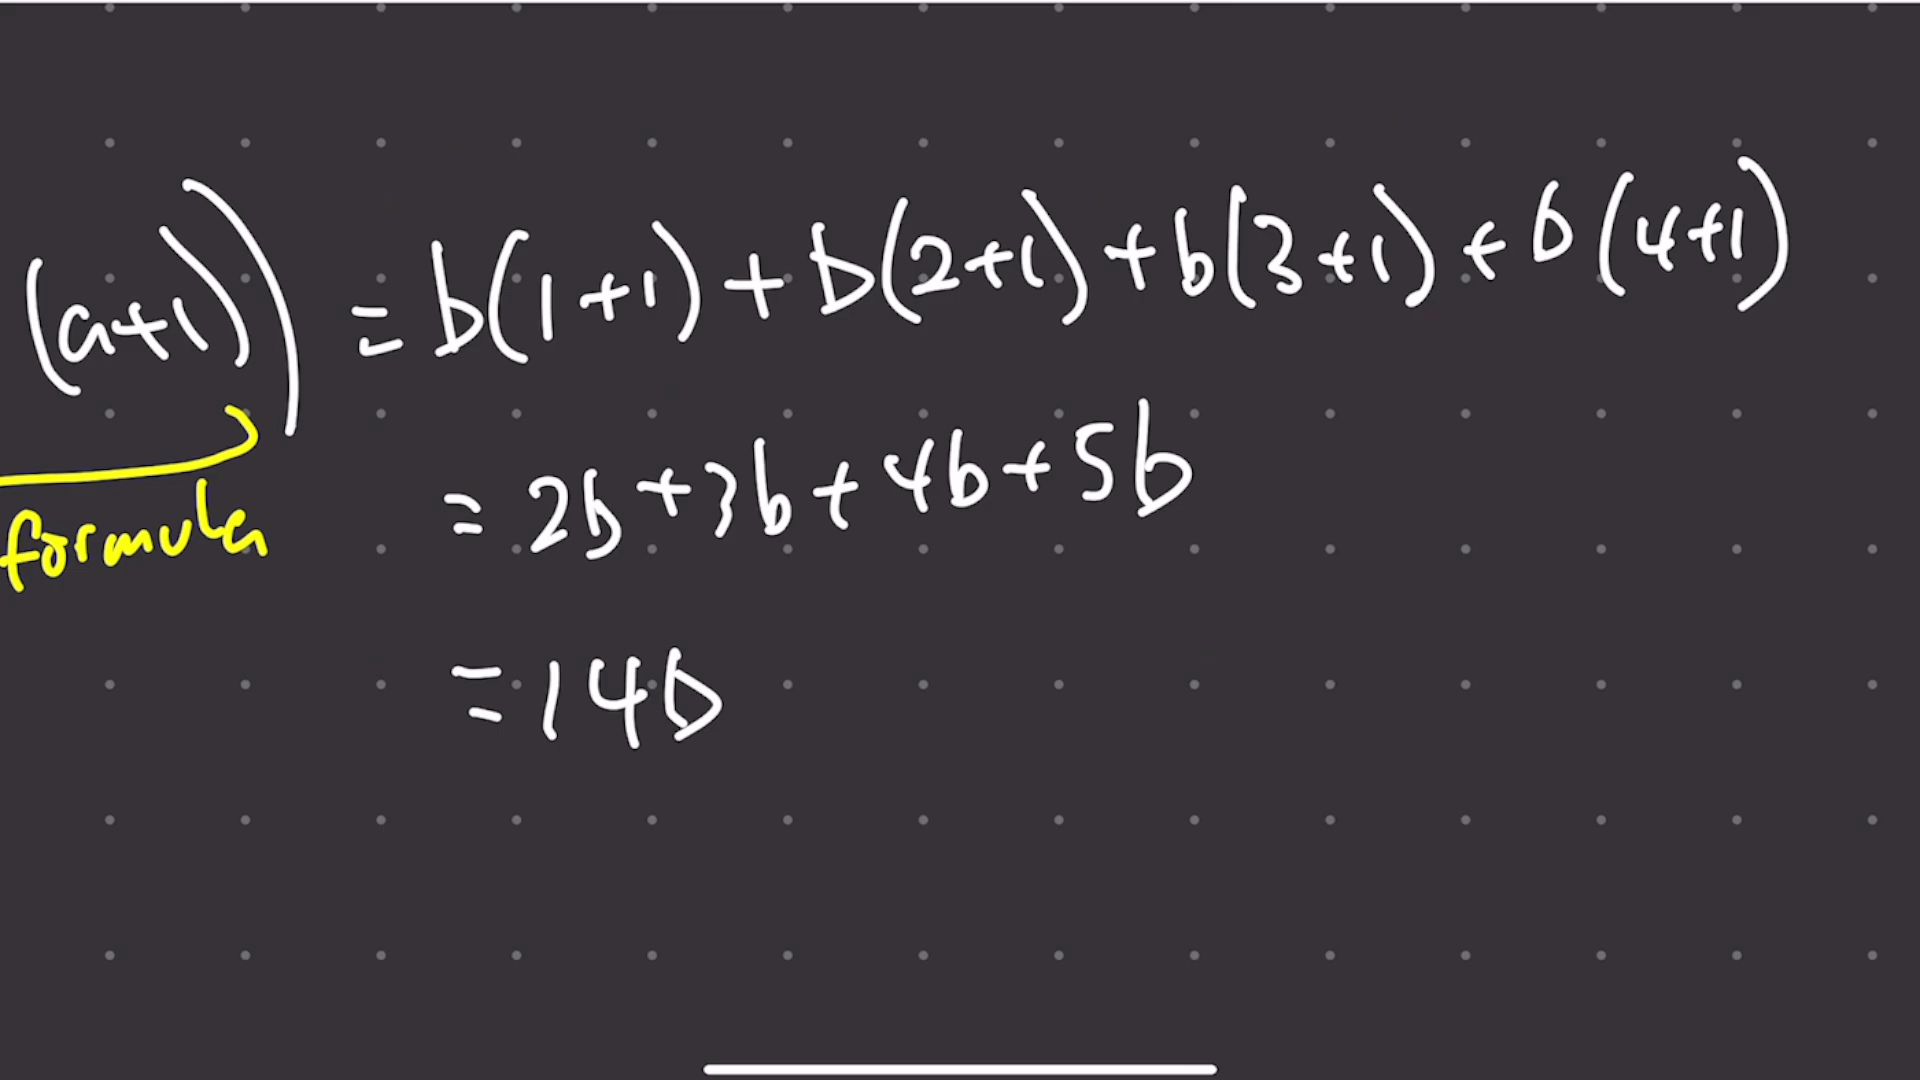 (a+1)) = b(1+1) + b(2+1) + b(3+1) + b(4+1)
formula
= 2b + 3b + 4b + 5b
= 14b